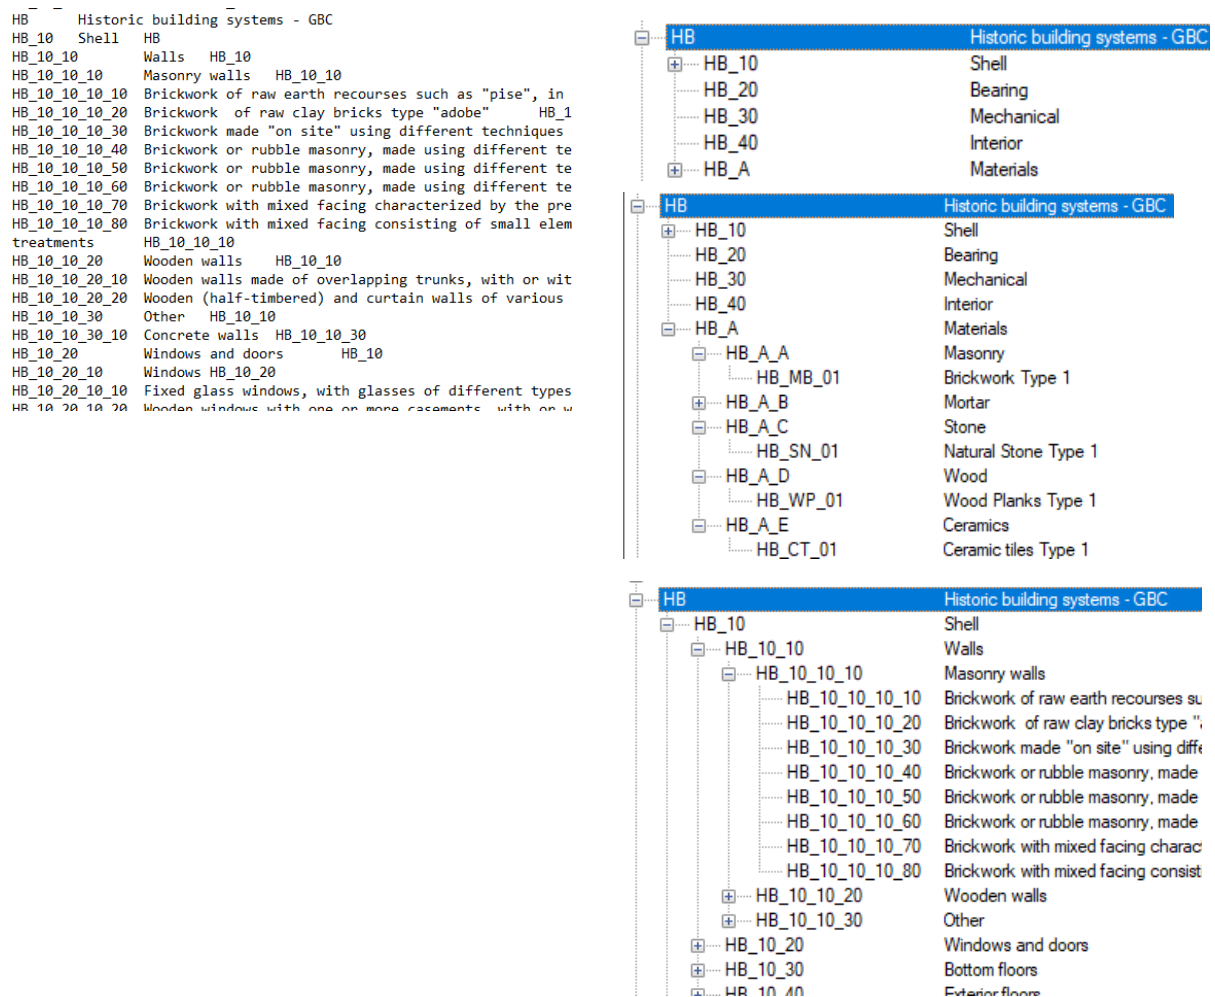 HB Historic building systems - GBC
HB_10 Shell HB
HB_10_10 Walls HB_10
HB_10_10_10 Masonry walls HB_10_10
HB_10_10_10_10 Brickwork of raw earth recourses such as "pise", in
HB_10_10_10_20 Brickwork of raw clay bricks type "adobe" HB_1
HB_10_10_10_30 Brickwork made "on site" using different techniques
HB_10_10_10_40 Brickwork or rubble masonry, made using different te
HB_10_10_10_50 Brickwork or rubble masonry, made using different te
HB_10_10_10_60 Brickwork or rubble masonry, made using different te
HB_10_10_10_70 Brickwork with mixed facing characterized by the pre
HB_10_10_10_80 Brickwork with mixed facing consisting of small elem
treatments HB_10_10_10
HB_10_10_20 Wooden walls HB_10_10
HB_10_10_20_10 Wooden walls made of overlapping trunks, with or wit
HB_10_10_20_20 Wooden (half-timbered) and curtain walls of various
HB_10_10_30 Other HB_10_10
HB_10_10_30_10 Concrete walls HB_10_10_30
HB_10_20 Windows and doors HB_10
HB_10_20_10 Windows HB_10_20
HB_10_20_10_10 Fixed glass windows, with glasses of different types
HB_10_20_10_20 Wooden windows with one or more casements, with or w
HB Historic building systems - GBC
HB_10 Shell
HB_20 Bearing
HB_30 Mechanical
HB_40 Interior
HB_A Materials
HB Historic building systems - GBC
HB_10 Shell
HB_20 Bearing
HB_30 Mechanical
HB_40 Interior
HB_A Materials
HB_A_A Masonry
HB_MB_01 Brickwork Type 1
HB_A_B Mortar
HB_A_C Stone
HB_SN_01 Natural Stone Type 1
HB_A_D Wood
HB_WP_01 Wood Planks Type 1
HB_A_E Ceramics
HB_CT_01 Ceramic tiles Type 1
HB Historic building systems - GBC
HB_10 Shell
HB_10_10 Walls
HB_10_10_10 Masonry walls
HB_10_10_10_10 Brickwork of raw earth recourses su
HB_10_10_10_20 Brickwork of raw clay bricks type "
HB_10_10_10_30 Brickwork made "on site" using diffe
HB_10_10_10_40 Brickwork or rubble masonry, made
HB_10_10_10_50 Brickwork or rubble masonry, made
HB_10_10_10_60 Brickwork or rubble masonry, made
HB_10_10_10_70 Brickwork with mixed facing charac
HB_10_10_10_80 Brickwork with mixed facing consist
HB_10_10_20 Wooden walls
HB_10_10_30 Other
HB_10_20 Windows and doors
HB_10_30 Bottom floors
HB_10_40 Exterior floors